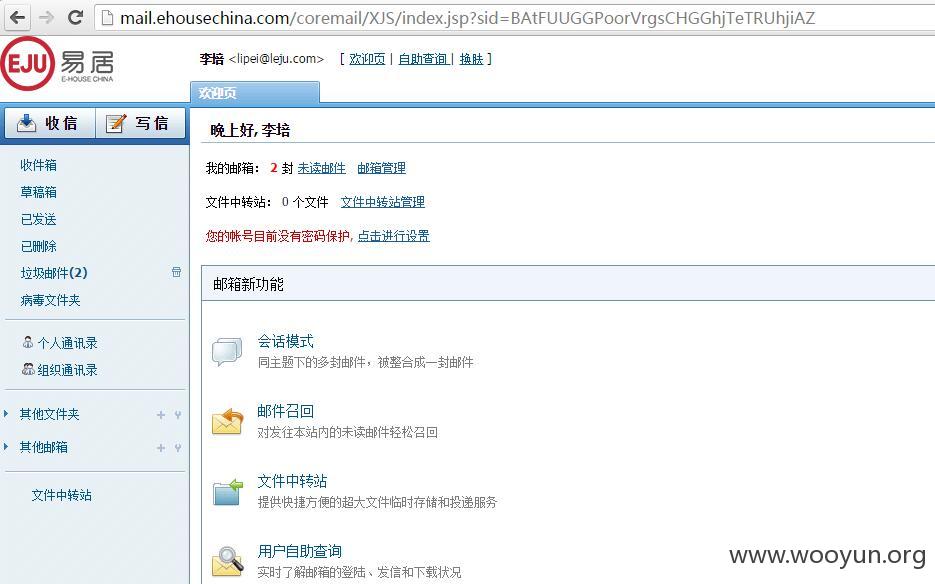 mail.ehousechina.com/coremail/XJS/index.jsp?sid=BAtFUUGGPoorVrgsCHGGhjTeTRUhjiAZ
EJU 易居
E-HOUSE CHINA
李培 <lipei@leju.com> [ 欢迎页 | 自助查询 | 换肤 ]
欢迎页
收信 写信
晚上好, 李培
我的邮箱： 2 封 未读邮件 邮箱管理
文件中转站： 0 个文件 文件中转站管理
您的帐号目前没有密码保护, 点击进行设置
收件箱
草稿箱
已发送
已删除
垃圾邮件(2)
病毒文件夹
个人通讯录
组织通讯录
其他文件夹
其他邮箱
文件中转站
邮箱新功能
会话模式
同主题下的多封邮件，被整合成一封邮件
邮件召回
对发往本站内的未读邮件轻松召回
文件中转站
提供快捷方便的超大文件临时存储和投递服务
用户自助查询
实时了解邮箱的登陆、发信和下载状况
www.wooyun.org